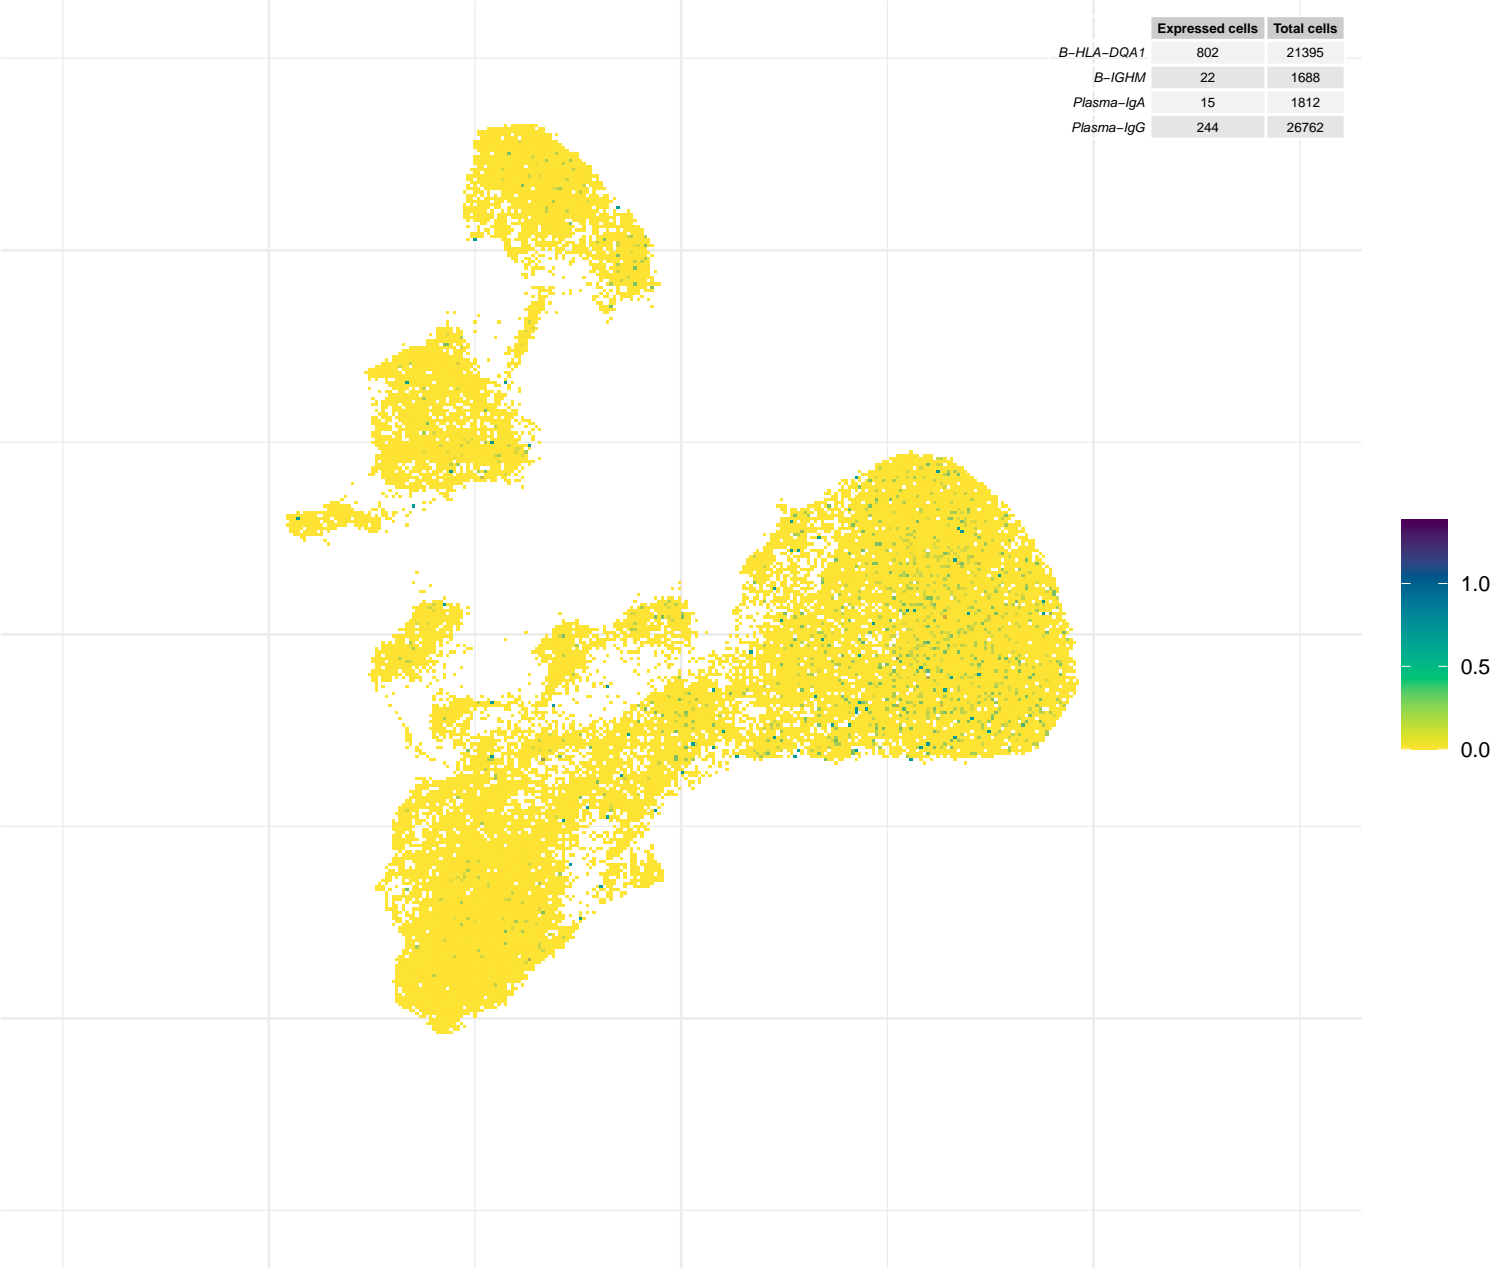 Expressed cells Total cells
B−HLA−DQA1 802 21395
B−IGHM 22 1688
Plasma−IgA 15 1812
Plasma−IgG 244 26762
1.0
0.5
0.0